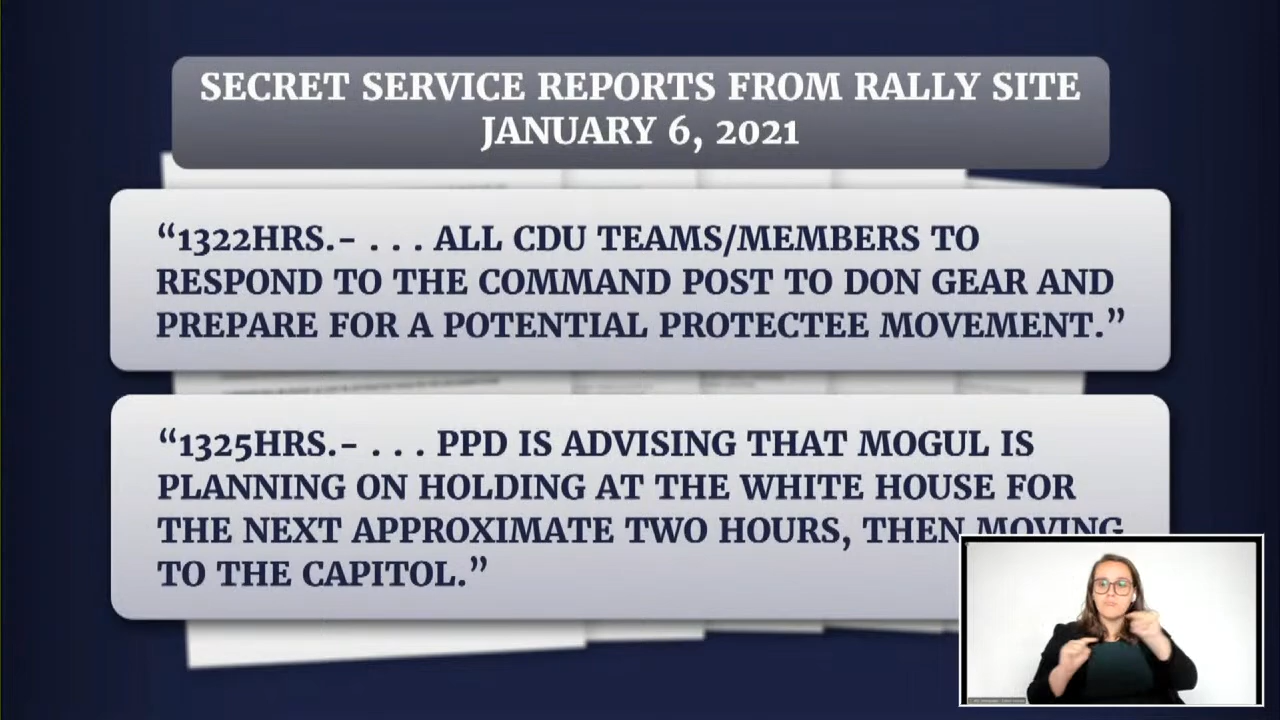 SECRET SERVICE REPORTS FROM RALLY SITE
JANUARY 6, 2021
“1322HRS.- . . . ALL CDU TEAMS/MEMBERS TO
RESPOND TO THE COMMAND POST TO DON GEAR AND
PREPARE FOR A POTENTIAL PROTECTEE MOVEMENT.”
“1325HRS.- . . . PPD IS ADVISING THAT MOGUL IS
PLANNING ON HOLDING AT THE WHITE HOUSE FOR
THE NEXT APPROXIMATE TWO HOURS, THEN MOVING
TO THE CAPITOL.”